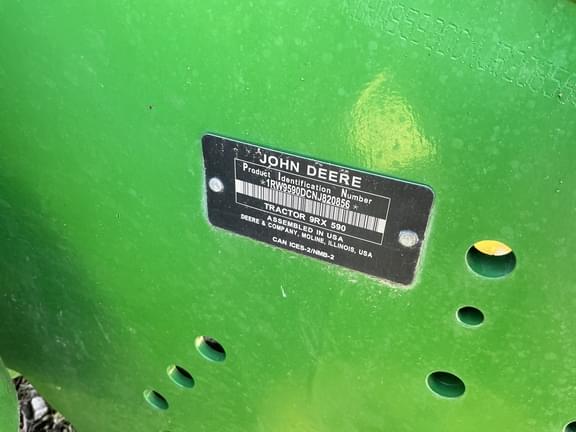 JOHN DEERE
Product Identification Number
*1RW9590DCNJ820856*
TRACTOR 9RX 590
ASSEMBLED IN USA
DEERE & COMPANY, MOLINE, ILLINOIS, USA
CAN ICES-2/NMB-2